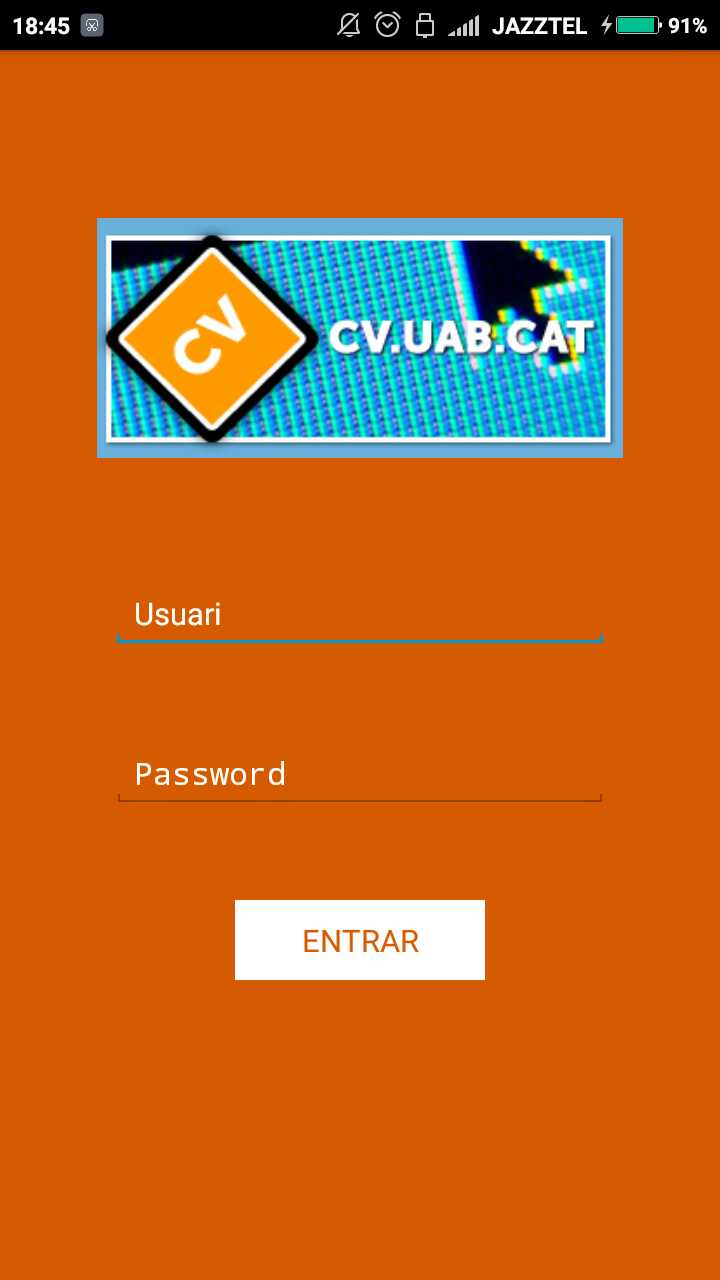 18:45 JAZZTEL 91%
CV
CV.UAB.CAT
Usuari
Password
ENTRAR